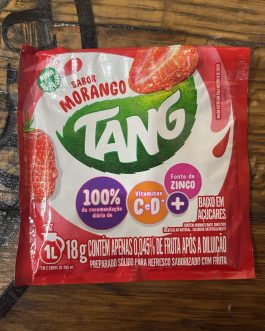 SABOR
MORANGO
TANG
100%
da recomendação
diária de
Vitaminas
C e D*
+
Fonte de
ZINCO
BAIXO EM
AÇÚCARES
1L
18g
CONTÉM APENAS 0,045% DE FRUTA APÓS A DILUIÇÃO
PREPARADO SÓLIDO PARA REFRESCO SABORIZADO COM FRUTA